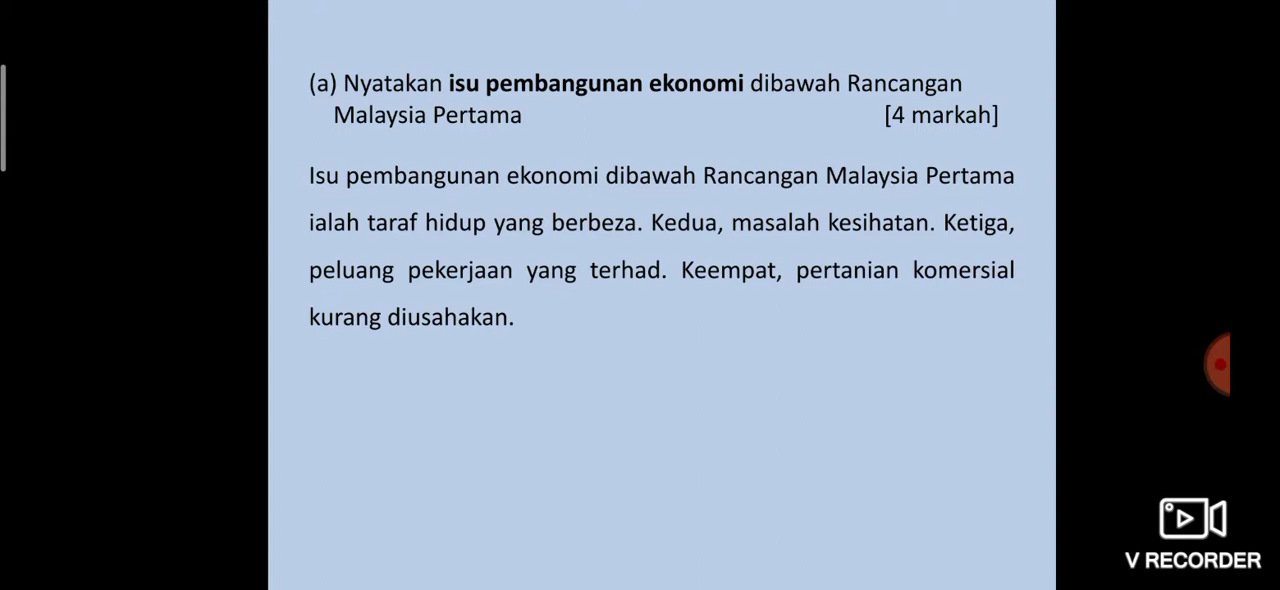 (a) Nyatakan isu pembangunan ekonomi dibawah Rancangan
Malaysia Pertama [4 markah]
Isu pembangunan ekonomi dibawah Rancangan Malaysia Pertama
ialah taraf hidup yang berbeza. Kedua, masalah kesihatan. Ketiga,
peluang pekerjaan yang terhad. Keempat, pertanian komersial
kurang diusahakan.
V RECORDER